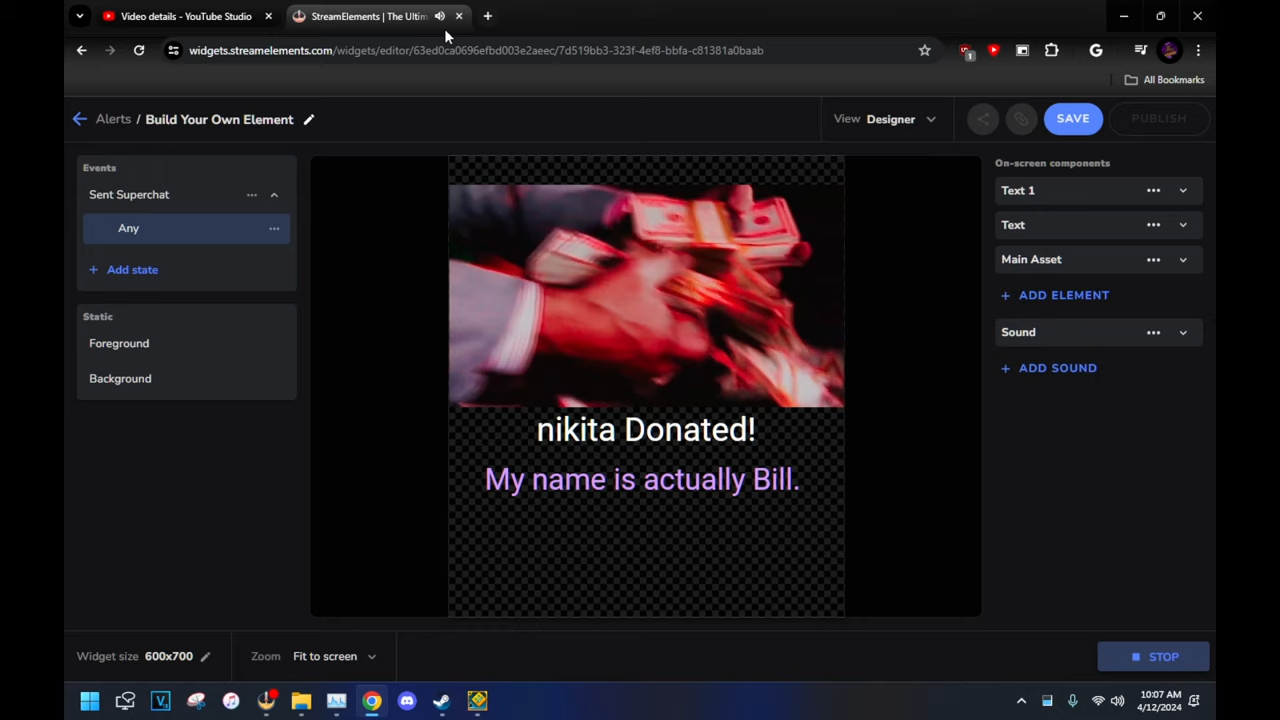 Video details - YouTube Studio
StreamElements | The Ultim
widgets.streamelements.com/widgets/editor/63ed0ca0696efbd003e2aeec/7d519bb3-323f-4ef8-bbfa-c81381a0baab
G
1
All Bookmarks
Alerts / Build Your Own Element
View Designer
SAVE
PUBLISH
Events
Sent Superchat
Any
+ Add state
Static
Foreground
Background
nikita Donated!
My name is actually Bill.
On-screen components
Text 1
Text
Main Asset
+ ADD ELEMENT
Sound
+ ADD SOUND
Widget size 600x700
Zoom Fit to screen
STOP
10:07 AM
4/12/2024